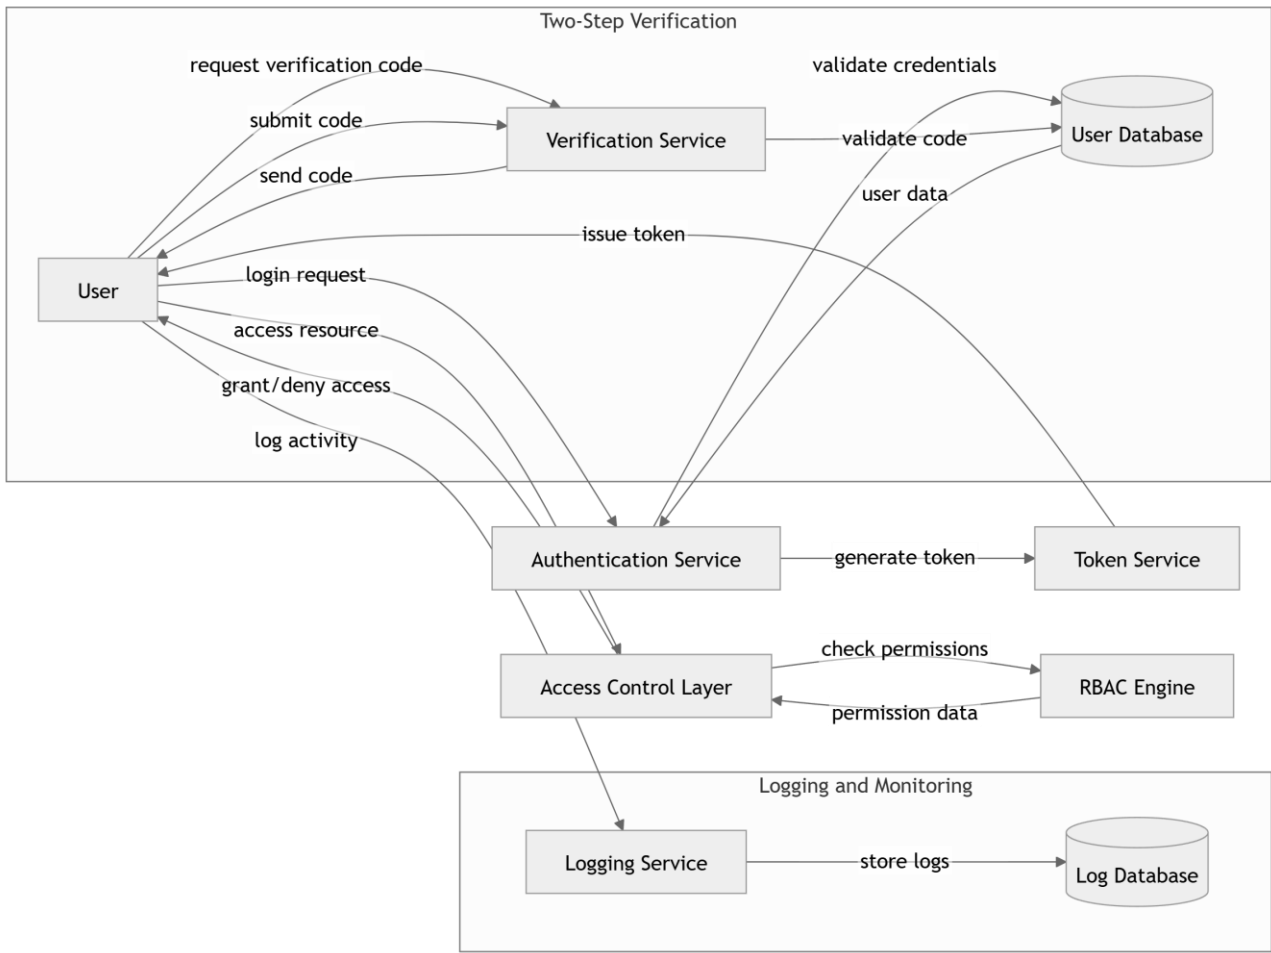 Two-Step Verification
request verification code
validate credentials
submit code
Verification Service
validate code
User Database
send code
user data
issue token
User
login request
access resource
grant/deny access
log activity
Authentication Service
generate token
Token Service
check permissions
Access Control Layer
RBAC Engine
permission data
Logging and Monitoring
Logging Service
store logs
Log Database